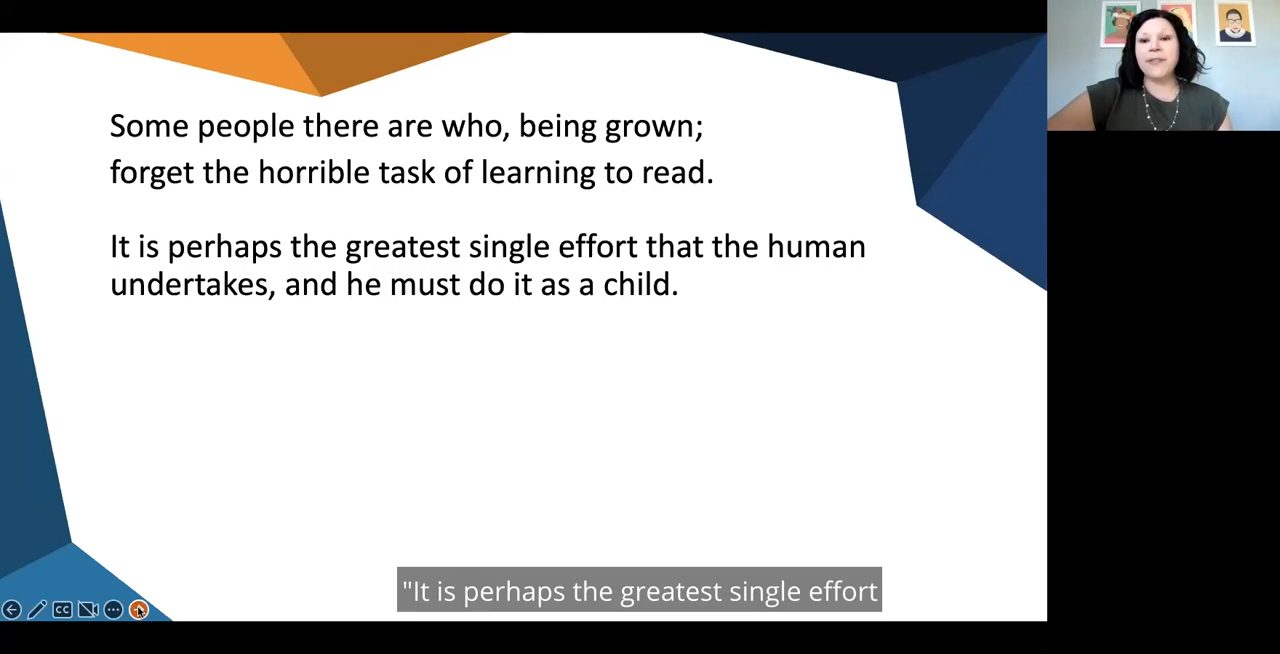 Some people there are who, being grown;
forget the horrible task of learning to read.
It is perhaps the greatest single effort that the human
undertakes, and he must do it as a child.
"It is perhaps the greatest single effort
CC